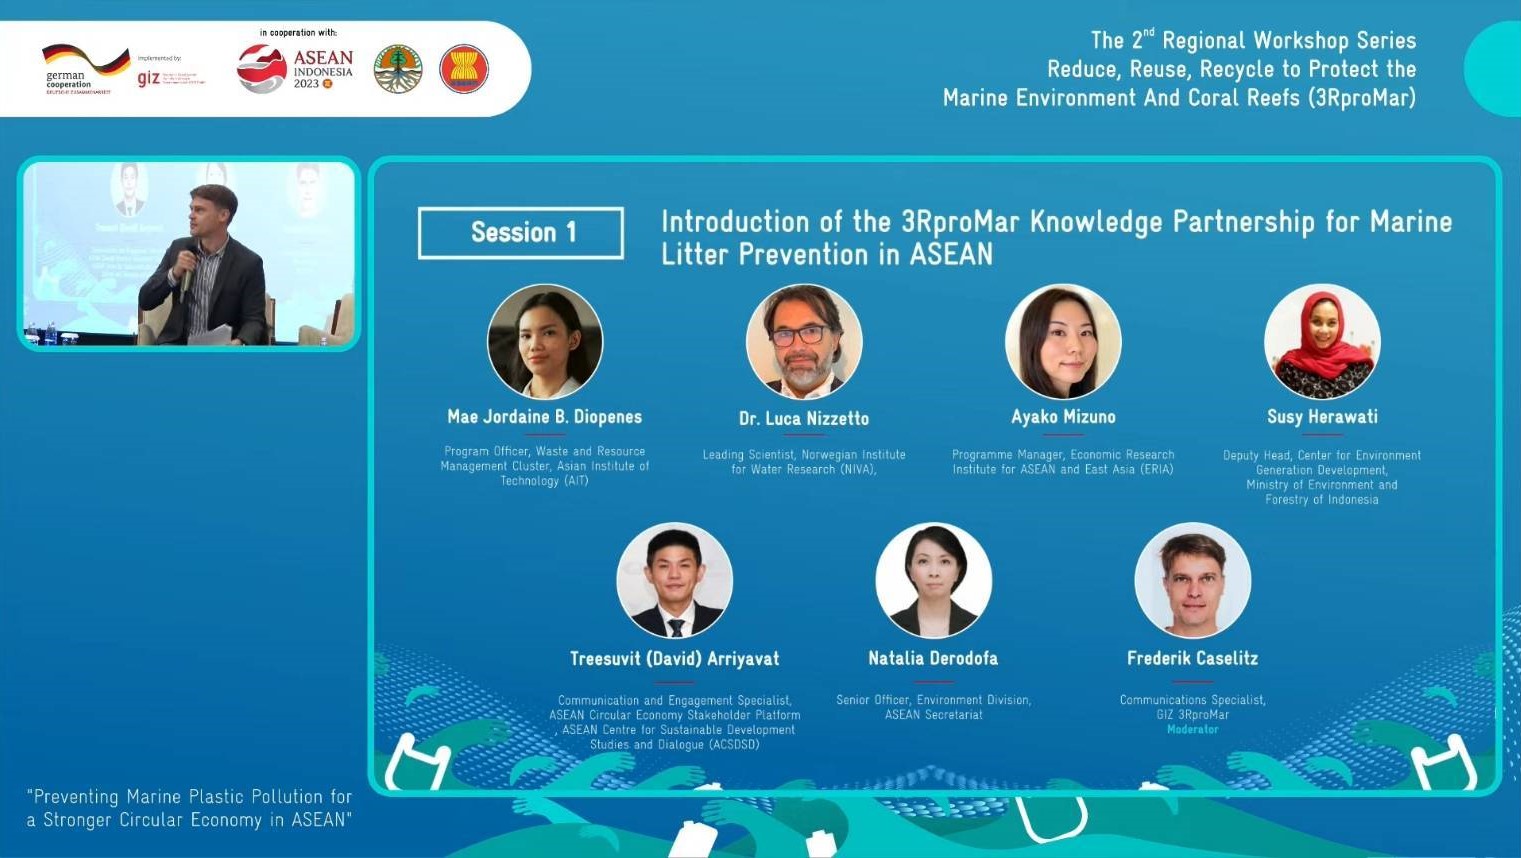 in cooperation with:
german
cooperation
DEUTSCHE ZUSAMMENARBEIT
Implemented by:
giz
ASEAN
INDONESIA
2023
The 2nd Regional Workshop Series
Reduce, Reuse, Recycle to Protect the
Marine Environment And Coral Reefs (3RproMar)
Session 1
Introduction of the 3RproMar Knowledge Partnership for Marine
Litter Prevention in ASEAN
Mae Jordaine B. Diopenes
Program Officer, Waste and Resource
Management Cluster, Asian Institute of
Technology (AIT)
Dr. Luca Nizzetto
Leading Scientist, Norwegian Institute
for Water Research (NIVA),
Ayako Mizuno
Programme Manager, Economic Research
Institute for ASEAN and East Asia (ERIA)
Susy Herawati
Deputy Head, Center for Environment
Generation Development,
Ministry of Environment and
Forestry of Indonesia
Treesuvit (David) Arriyavat
Communication and Engagement Specialist,
ASEAN Circular Economy Stakeholder Platform
, ASEAN Centre for Sustainable Development
Studies and Dialogue (ACSDSD)
Natalia Derodofa
Senior Officer, Environment Division,
ASEAN Secretariat
Frederik Caselitz
Communications Specialist,
GIZ 3RproMar
Moderator
"Preventing Marine Plastic Pollution for
a Stronger Circular Economy in ASEAN"